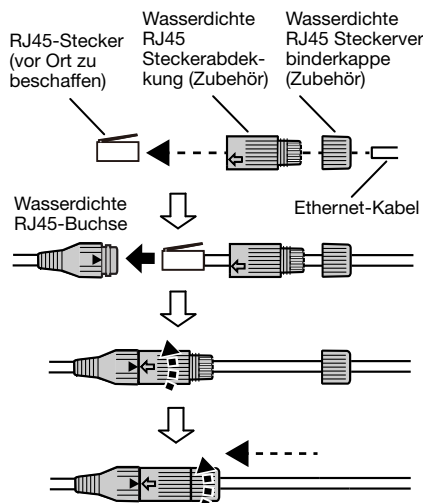 RJ45-Stecker
(vor Ort zu
beschaffen)
Wasserdichte
RJ45
Steckerabdek-
kung (Zubehör)
Wasserdichte
RJ45 Steckerver
binderkappe
(Zubehör)
Ethernet-Kabel
Wasserdichte
RJ45-Buchse